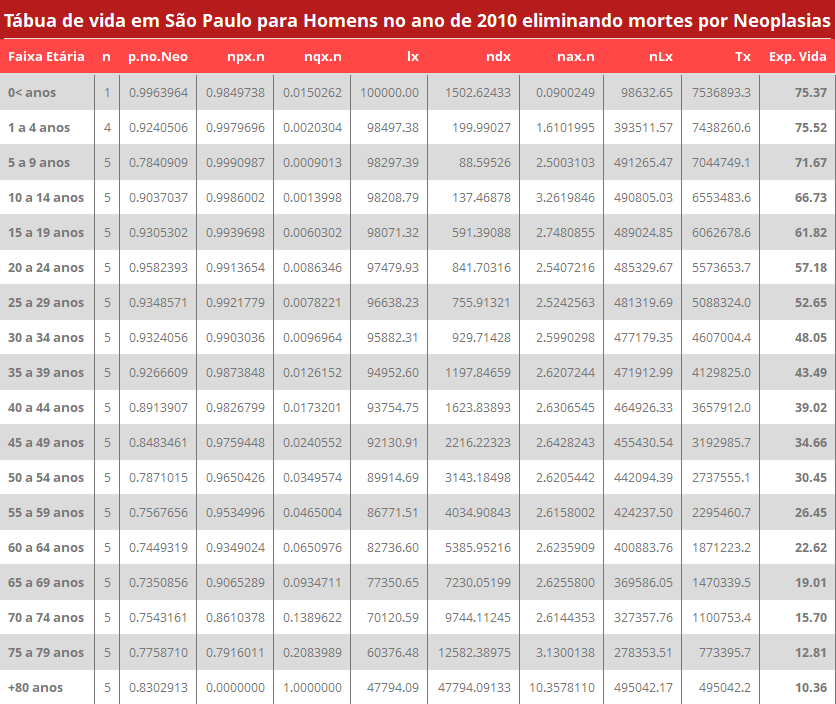 Tábua de vida em São Paulo para Homens no ano de 2010 eliminando mortes por Neoplasias
Faixa Etária n p.no.Neo npx.n nqx.n lx ndx nax.n nLx Tx Exp. Vida
0< anos 1 0.9963964 0.9849738 0.0150262 100000.00 1502.62433 0.0900249 98632.65 7536893.3 75.37
1 a 4 anos 4 0.9240506 0.9979696 0.0020304 98497.38 199.99027 1.6101995 393511.57 7438260.6 75.52
5 a 9 anos 5 0.7840909 0.9990987 0.0009013 98297.39 88.59526 2.5003103 491265.47 7044749.1 71.67
10 a 14 anos 5 0.9037037 0.9986002 0.0013998 98208.79 137.46878 3.2619846 490805.03 6553483.6 66.73
15 a 19 anos 5 0.9305302 0.9939698 0.0060302 98071.32 591.39088 2.7480855 489024.85 6062678.6 61.82
20 a 24 anos 5 0.9582393 0.9913654 0.0086346 97479.93 841.70316 2.5407216 485329.67 5573653.7 57.18
25 a 29 anos 5 0.9348571 0.9921779 0.0078221 96638.23 755.91321 2.5242563 481319.69 5088324.0 52.65
30 a 34 anos 5 0.9324056 0.9903036 0.0096964 95882.31 929.71428 2.5990298 477179.35 4607004.4 48.05
35 a 39 anos 5 0.9266609 0.9873848 0.0126152 94952.60 1197.84659 2.6207244 471912.99 4129825.0 43.49
40 a 44 anos 5 0.8913907 0.9826799 0.0173201 93754.75 1623.83893 2.6306545 464926.33 3657912.0 39.02
45 a 49 anos 5 0.8483461 0.9759448 0.0240552 92130.91 2216.22323 2.6428243 455430.54 3192985.7 34.66
50 a 54 anos 5 0.7871015 0.9650426 0.0349574 89914.69 3143.18498 2.6205442 442094.39 2737555.1 30.45
55 a 59 anos 5 0.7567656 0.9534996 0.0465004 86771.51 4034.90843 2.6158002 424237.50 2295460.7 26.45
60 a 64 anos 5 0.7449319 0.9349024 0.0650976 82736.60 5385.95216 2.6235909 400883.76 1871223.2 22.62
65 a 69 anos 5 0.7350856 0.9065289 0.0934711 77350.65 7230.05199 2.6255800 369586.05 1470339.5 19.01
70 a 74 anos 5 0.7543161 0.8610378 0.1389622 70120.59 9744.11245 2.6144353 327357.76 1100753.4 15.70
75 a 79 anos 5 0.7758710 0.7916011 0.2083989 60376.48 12582.38975 3.1300138 278353.51 773395.7 12.81
+80 anos 5 0.8302913 0.0000000 1.0000000 47794.09 47794.09133 10.3578110 495042.17 495042.2 10.36